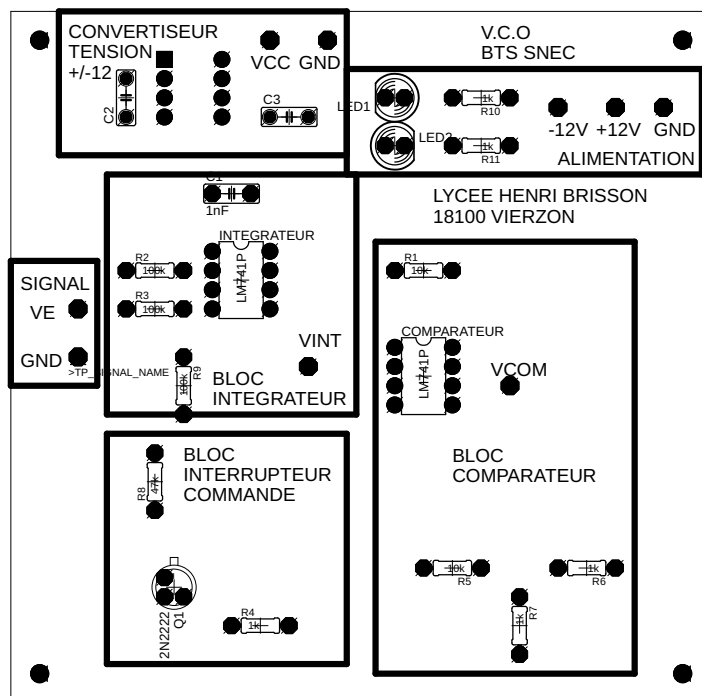 CONVERTISEUR
TENSION
+/-12
VCC GND
C2
C3
V.C.O
BTS SNEC
LED1
1k
R10
LED2
1k
R11
-12V +12V GND
ALIMENTATION
LYCEE HENRI BRISSON
18100 VIERZON
C1
1nF
INTEGRATEUR
R2
100k
R3
100k
LM741P
VINT
R9
100k
BLOC
INTEGRATEUR
SIGNAL
VE
GND
>TP_SIGNAL_NAME
R1
10k
COMPARATEUR
LM741P
VCOM
BLOC
COMPARATEUR
BLOC
INTERRUPTEUR
COMMANDE
R8
47k
2N2222
Q1
R4
1k
10k
R5
1k
R6
1k
R7